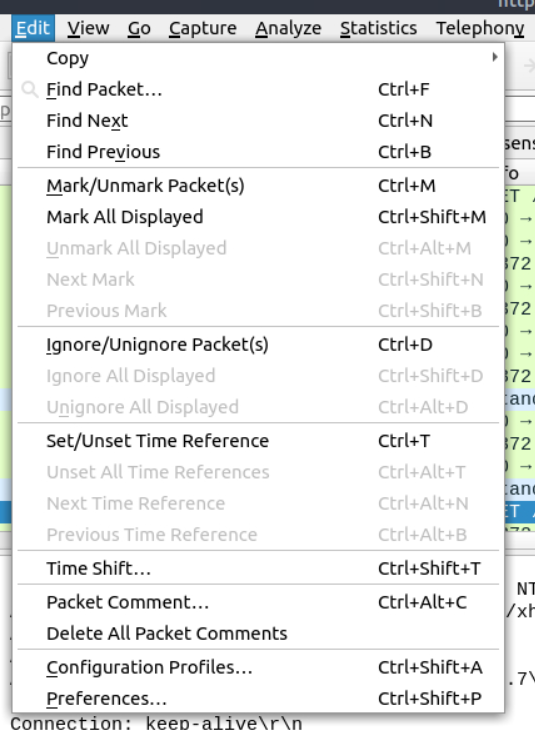 http
Edit View Go Capture Analyze Statistics Telephony
Copy
Find Packet… Ctrl+F
Find Next Ctrl+N
Find Previous Ctrl+B
Mark/Unmark Packet(s) Ctrl+M
Mark All Displayed Ctrl+Shift+M
Unmark All Displayed Ctrl+Alt+M
Next Mark Ctrl+Shift+N
Previous Mark Ctrl+Shift+B
Ignore/Unignore Packet(s) Ctrl+D
Ignore All Displayed Ctrl+Shift+D
Unignore All Displayed Ctrl+Alt+D
Set/Unset Time Reference Ctrl+T
Unset All Time References Ctrl+Alt+T
Next Time Reference Ctrl+Alt+N
Previous Time Reference Ctrl+Alt+B
Time Shift… Ctrl+Shift+T
Packet Comment… Ctrl+Alt+C
Delete All Packet Comments
Configuration Profiles… Ctrl+Shift+A
Preferences… Ctrl+Shift+P
Connection: keep-alive\r\n